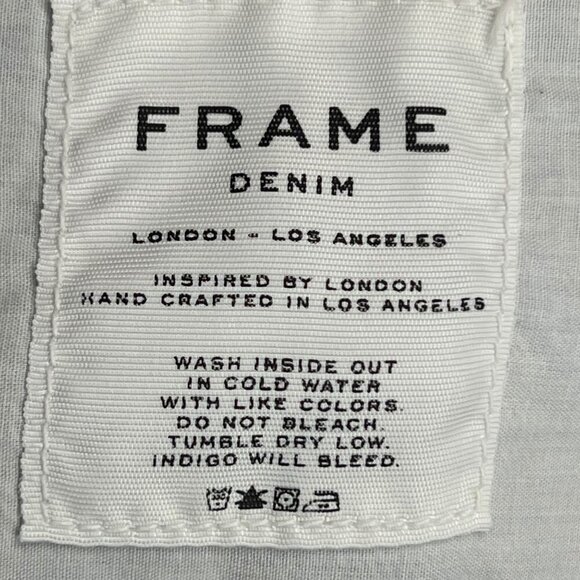 FRAME
DENIM
LONDON - LOS ANGELES
INSPIRED BY LONDON
HAND CRAFTED IN LOS ANGELES
WASH INSIDE OUT
IN COLD WATER
WITH LIKE COLORS.
DO NOT BLEACH.
TUMBLE DRY LOW.
INDIGO WILL BLEED.